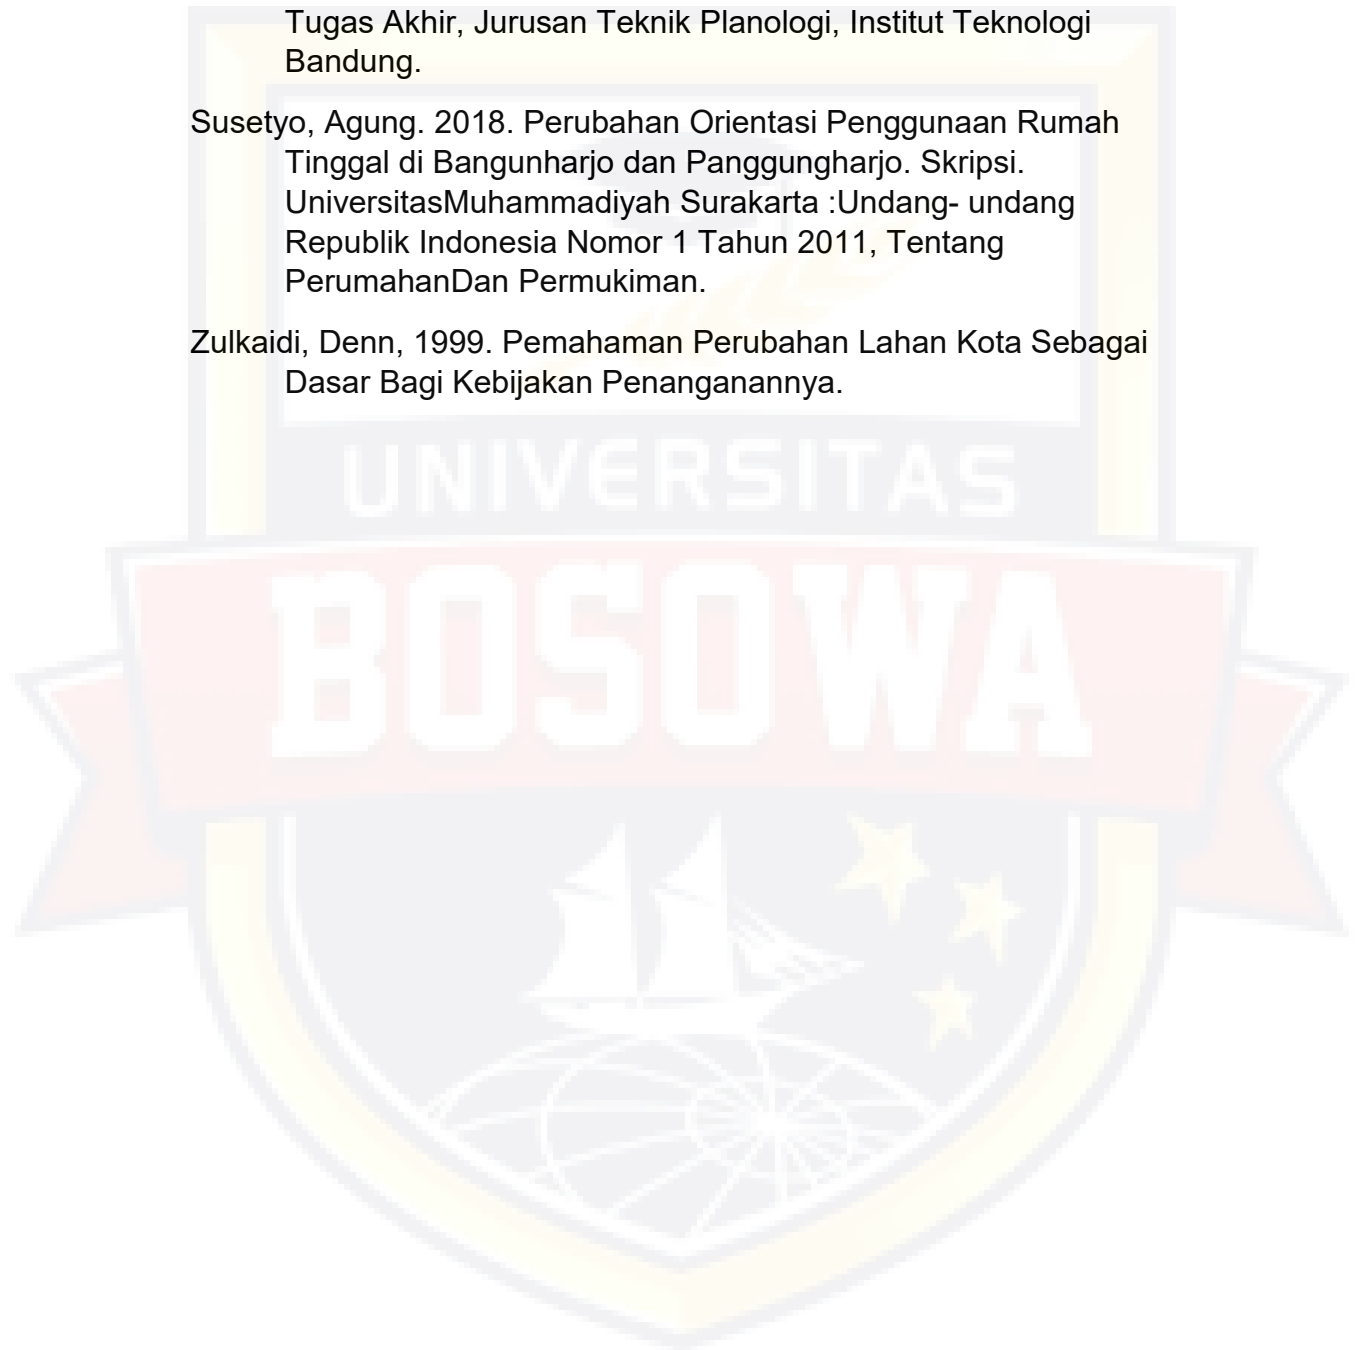 Tugas Akhir, Jurusan Teknik Planologi, Institut Teknologi
Bandung.
Susetyo, Agung. 2018. Perubahan Orientasi Penggunaan Rumah
Tinggal di Bangunharjo dan Panggungharjo. Skripsi.
UniversitasMuhammadiyah Surakarta :Undang- undang
Republik Indonesia Nomor 1 Tahun 2011, Tentang
PerumahanDan Permukiman.
Zulkaidi, Denn, 1999. Pemahaman Perubahan Lahan Kota Sebagai
Dasar Bagi Kebijakan Penanganannya.
UNIVERSITAS
BOSOWA